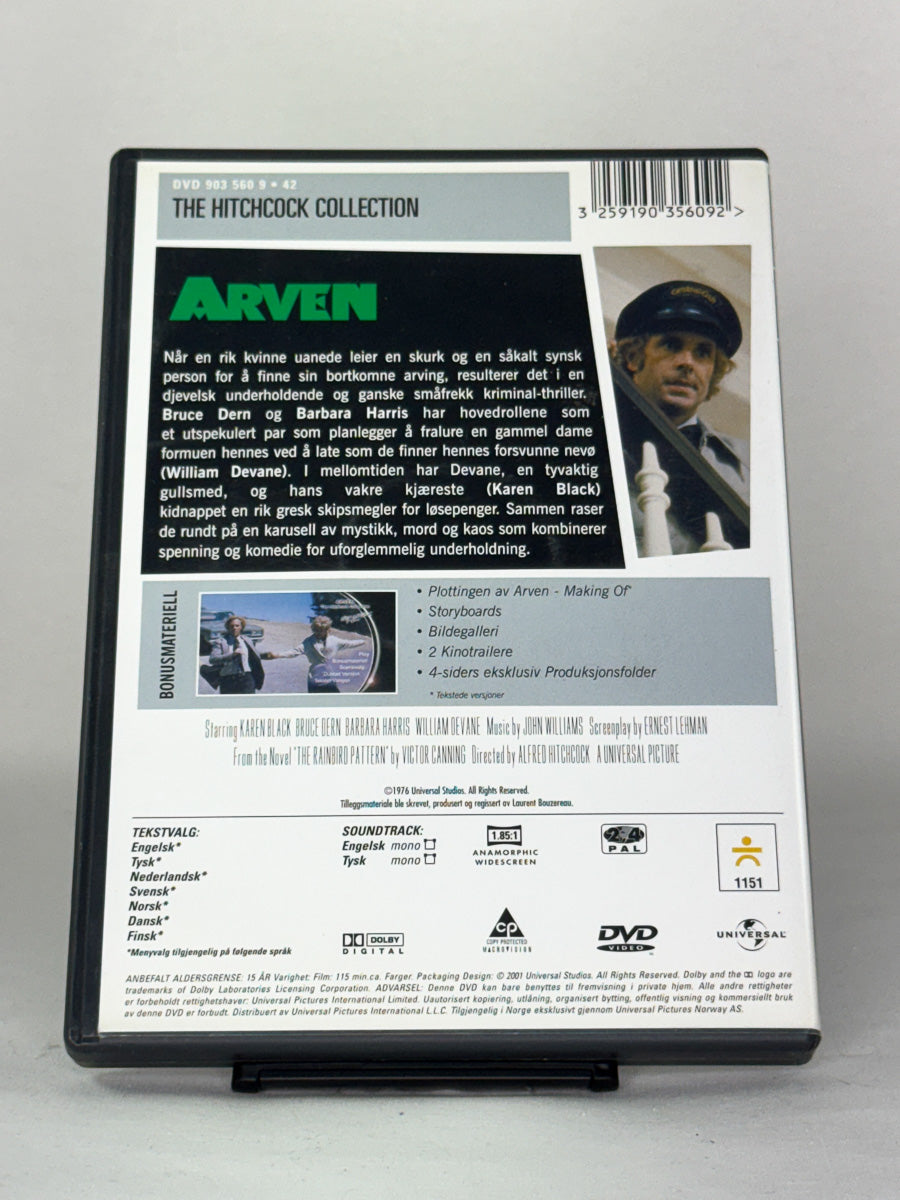 DVD 903 560 9 • 42
THE HITCHCOCK COLLECTION
3 259190 356092 >
ARVEN
Når en rik kvinne uanede leier en skurk og en såkalt synsk
person for å finne sin bortkomne arving, resulterer det i en
djevelsk underholdende og ganske småfrekk kriminal-thriller.
Bruce Dern og Barbara Harris har hovedrollene som
et utspekulert par som planlegger å fralure en gammel dame
formuen hennes ved å late som de finner hennes forsvunne nevø
(William Devane). I mellomtiden har Devane, en tyvaktig
gullsmed, og hans vakre kjæreste (Karen Black)
kidnappet en rik gresk skipsmegler for løsepenger. Sammen raser
de rundt på en karusell av mystikk, mord og kaos som kombinerer
spenning og komedie for uforglemmelig underholdning.
BONUSMATERIELL
• Plottingen av Arven - Making Of*
• Storyboards
• Bildegalleri
• 2 Kinotrailere
• 4-siders eksklusiv Produksjonsfolder
* Tekstede versjoner
Play
Bonusmateriell
Scenevalg
Starring KAREN BLACK BRUCE DERN BARBARA HARRIS WILLIAM DEVANE Music by JOHN WILLIAMS Screenplay by ERNEST LEHMAN
From the Novel "THE RAINBIRD PATTERN" by VICTOR CANNING Directed by ALFRED HITCHCOCK A UNIVERSAL PICTURE
©1976 Universal Studios. All Rights Reserved.
Tilleggsmateriale ble skrevet, produsert og regissert av Laurent Bouzereau.
TEKSTVALG:
Engelsk*
Tysk*
Nederlandsk*
Svensk*
Norsk*
Dansk*
Finsk*
*Menyvalg tilgjengelig på følgende språk
SOUNDTRACK:
Engelsk mono
Tysk mono
1.85:1
ANAMORPHIC
WIDESCREEN
2 4
PAL
1151
DOLBY
DIGITAL
CP
COPY PROTECTED
MACROVISION
DVD
VIDEO
UNIVERSAL
ANBEFALT ALDERSGRENSE: 15 ÅR Varighet: Film: 115 min.ca. Farger. Packaging Design: © 2001 Universal Studios. All Rights Reserved. Dolby and the logo are
trademarks of Dolby Laboratories Licensing Corporation. ADVARSEL: Denne DVD kan bare benyttes til fremvisning i private hjem. Alle andre rettigheter
er forbeholdt rettighetshaver: Universal Pictures International Limited. Uautorisert kopiering, utlåning, organisert bytting, offentlig visning og kommersiellt bruk
av denne DVD er forbudt. Distribuert av Universal Pictures International L.L.C. Tilgjengelig i Norge eksklusivt gjennom Universal Pictures Norway AS.